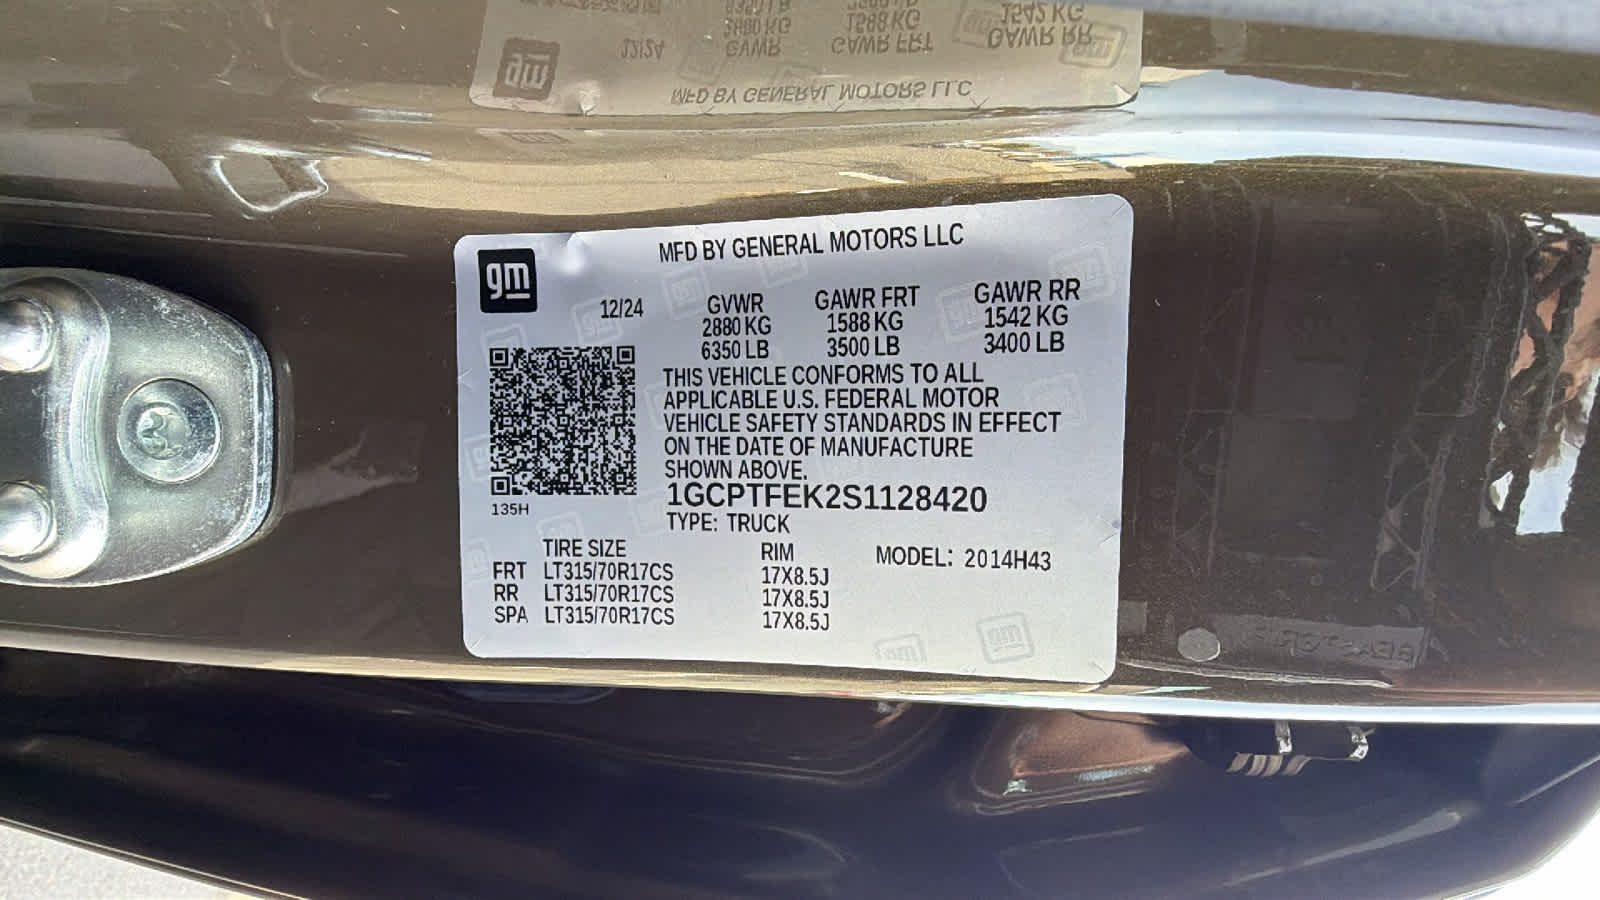 gm
MFD BY GENERAL MOTORS LLC
12/24
GVWR GAWR FRT GAWR RR
2880 KG 1588 KG 1542 KG
6350 LB 3500 LB 3400 LB
THIS VEHICLE CONFORMS TO ALL
APPLICABLE U.S. FEDERAL MOTOR
VEHICLE SAFETY STANDARDS IN EFFECT
ON THE DATE OF MANUFACTURE
SHOWN ABOVE.
1GCPTFEK2S1128420
TYPE: TRUCK
135H
TIRE SIZE RIM MODEL: 2014H43
FRT LT315/70R17CS 17X8.5J
RR LT315/70R17CS 17X8.5J
SPA LT315/70R17CS 17X8.5J